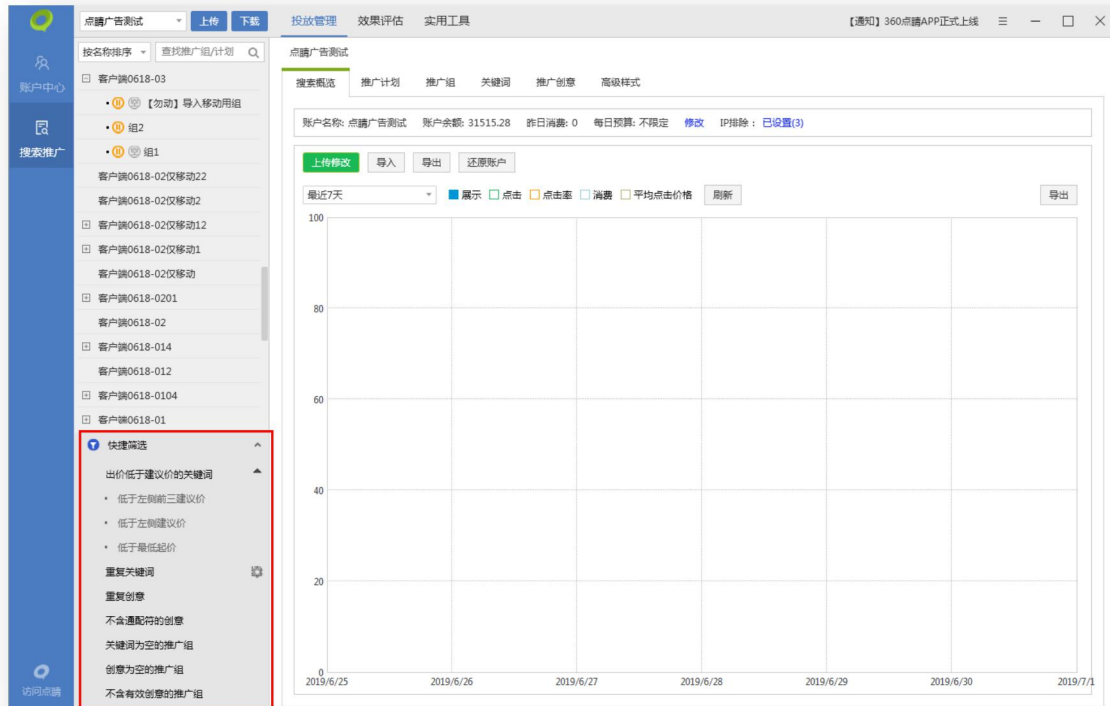 点睛广告测试 上传 下载 投放管理 效果评估 实用工具 【通知】360点睛APP正式上线
按名称排序 查找推广组/计划
点睛广告测试
账户中心
搜索推广
访问点睛
客户端0618-03
【勿动】导入移动用组
组2
组1
客户端0618-02仅移动22
客户端0618-02仅移动2
客户端0618-02仅移动12
客户端0618-02仅移动1
客户端0618-02仅移动
客户端0618-0201
客户端0618-02
客户端0618-014
客户端0618-012
客户端0618-0104
客户端0618-01
快捷筛选
出价低于建议价的关键词
• 低于左侧前三建议价
• 低于左侧建议价
• 低于最低起价
重复关键词
重复创意
不含通配符的创意
关键词为空的推广组
创意为空的推广组
不含有效创意的推广组
搜索概览 推广计划 推广组 关键词 推广创意 高级样式
账户名称: 点睛广告测试 账户余额: 31515.28 昨日消费: 0 每日预算: 不限定 修改 IP排除： 已设置(3)
上传修改 导入 导出 还原账户
最近7天 展示 点击 点击率 消费 平均点击价格 刷新 导出
100
80
60
40
20
0
2019/6/25 2019/6/26 2019/6/27 2019/6/28 2019/6/29 2019/6/30 2019/7/1